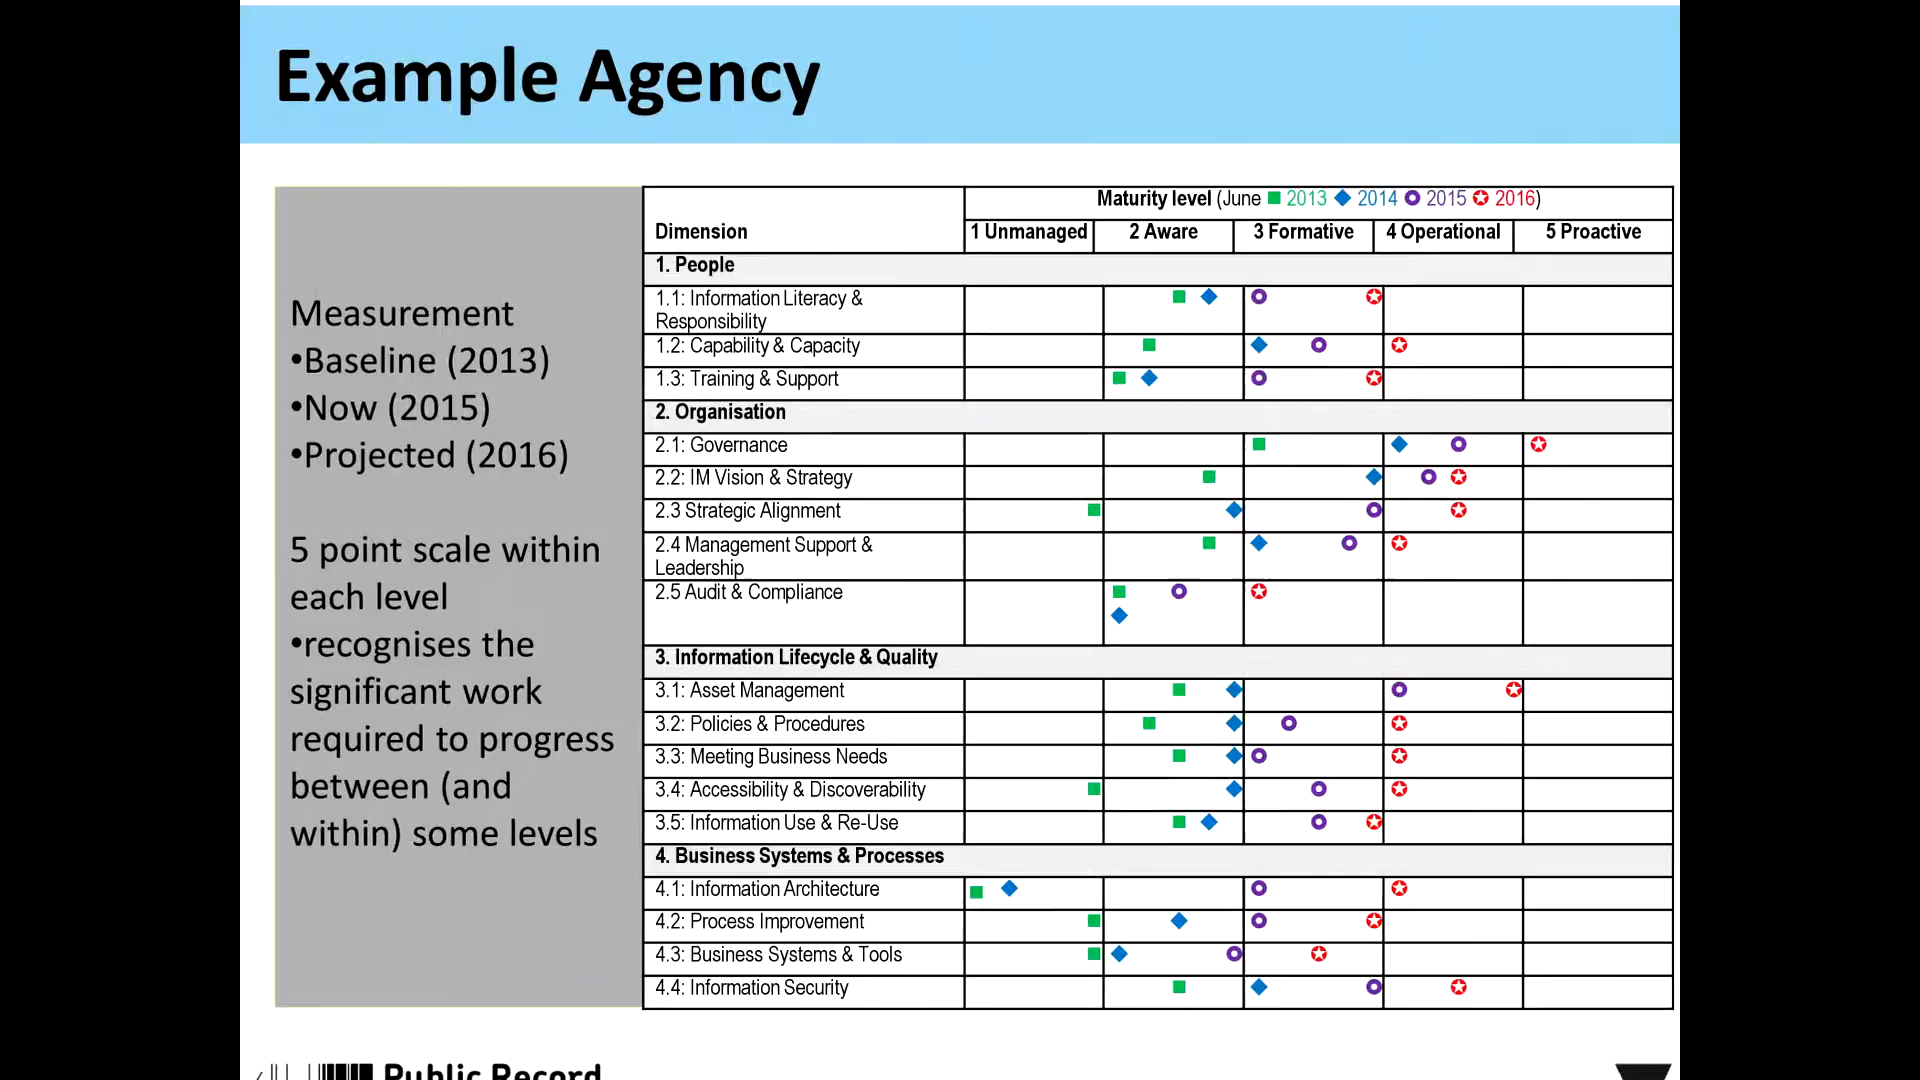 Example Agency
Measurement
•Baseline (2013)
•Now (2015)
•Projected (2016)
5 point scale within
each level
•recognises the
significant work
required to progress
between (and
within) some levels
Maturity level (June 2013 2014 2015 2016)
Dimension 1 Unmanaged 2 Aware 3 Formative 4 Operational 5 Proactive
1. People
1.1: Information Literacy &
Responsibility
1.2: Capability & Capacity
1.3: Training & Support
2. Organisation
2.1: Governance
2.2: IM Vision & Strategy
2.3 Strategic Alignment
2.4 Management Support &
Leadership
2.5 Audit & Compliance
3. Information Lifecycle & Quality
3.1: Asset Management
3.2: Policies & Procedures
3.3: Meeting Business Needs
3.4: Accessibility & Discoverability
3.5: Information Use & Re-Use
4. Business Systems & Processes
4.1: Information Architecture
4.2: Process Improvement
4.3: Business Systems & Tools
4.4: Information Security
Public Record